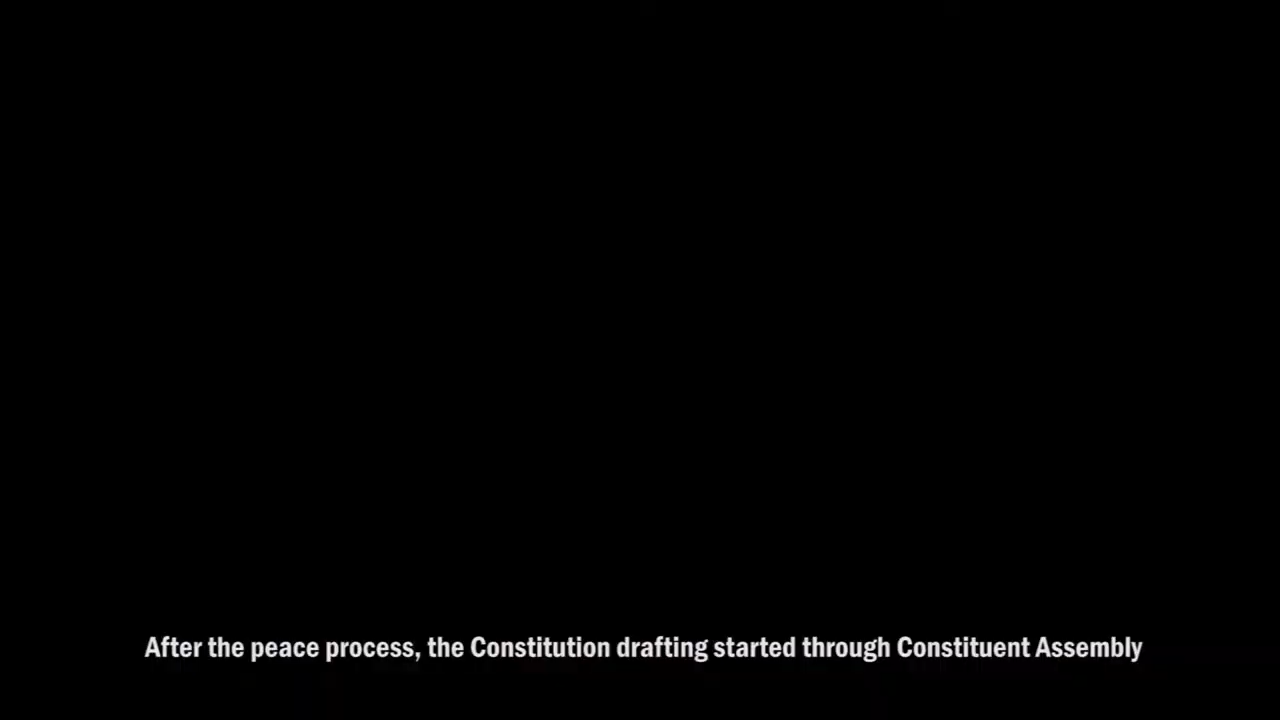 After the peace process, the Constitution drafting started through Constituent Assembly